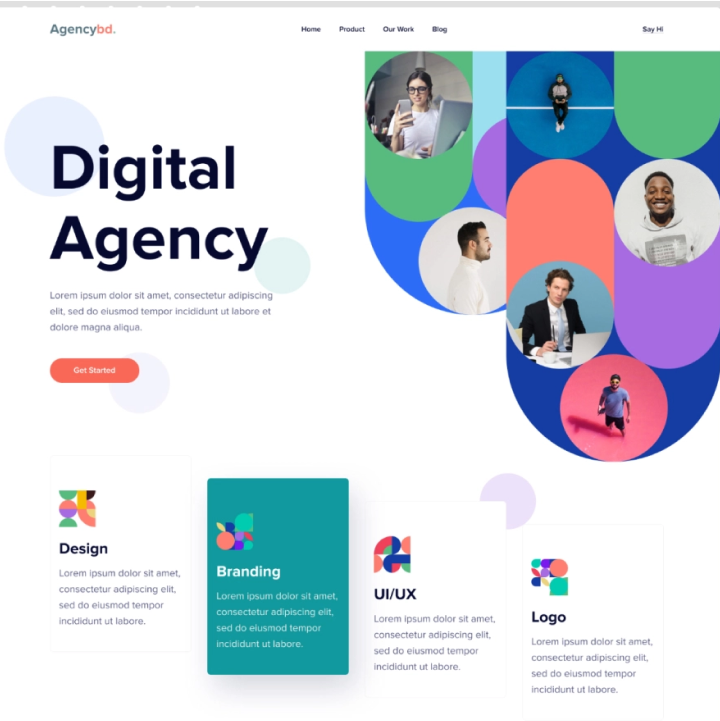 Agencybd.
Home Product Our Work Blog
Say Hi
Digital
Agency
Lorem ipsum dolor sit amet, consectetur adipiscing
elit, sed do eiusmod tempor incididunt ut labore et
dolore magna aliqua.
Get Started
Design
Lorem ipsum dolor sit amet,
consectetur adipiscing elit,
sed do eiusmod tempor
incididunt ut labore.
Branding
Lorem ipsum dolor sit amet,
consectetur adipiscing elit,
sed do eiusmod tempor
incididunt ut labore.
UI/UX
Lorem ipsum dolor sit amet,
consectetur adipiscing elit,
sed do eiusmod tempor
incididunt ut labore.
Logo
Lorem ipsum dolor sit amet,
consectetur adipiscing elit,
sed do eiusmod tempor
incididunt ut labore.